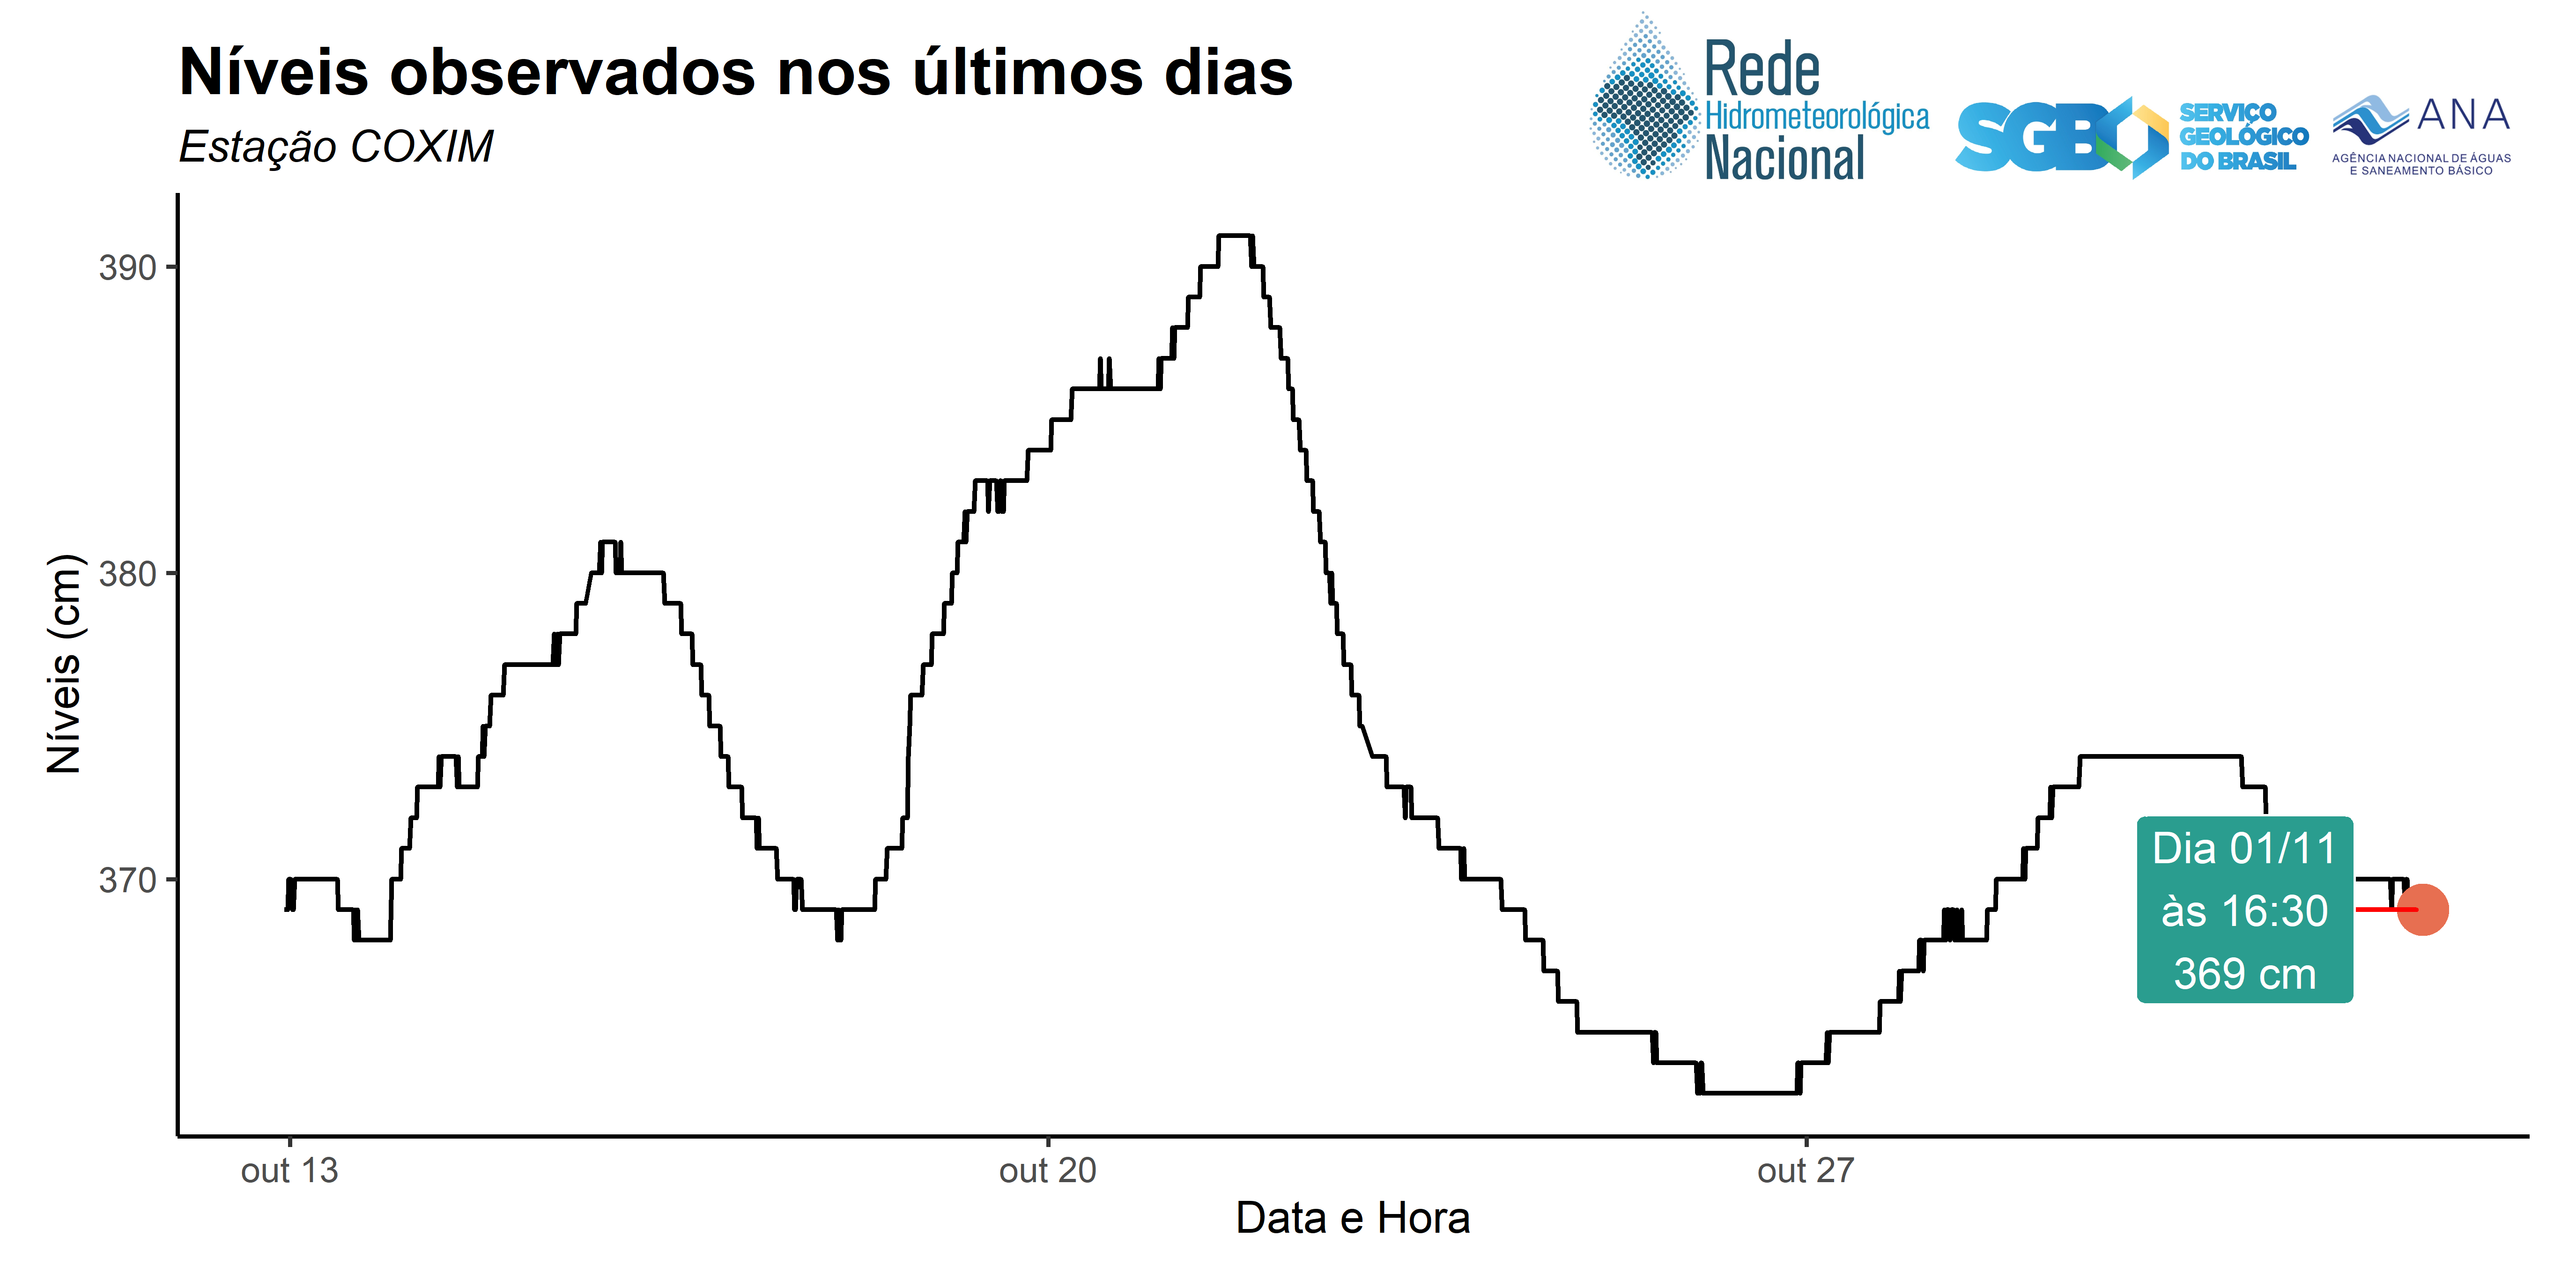 Níveis observados nos últimos dias
Estação COXIM
Rede
Hidrometeorológica
Nacional
SGB
SERVIÇO
GEOLÓGICO
DO BRASIL
ANA
AGÊNCIA NACIONAL DE ÁGUAS
E SANEAMENTO BÁSICO
Níveis (cm)
390
380
370
Dia 01/11
às 16:30
369 cm
out 13
out 20
out 27
Data e Hora